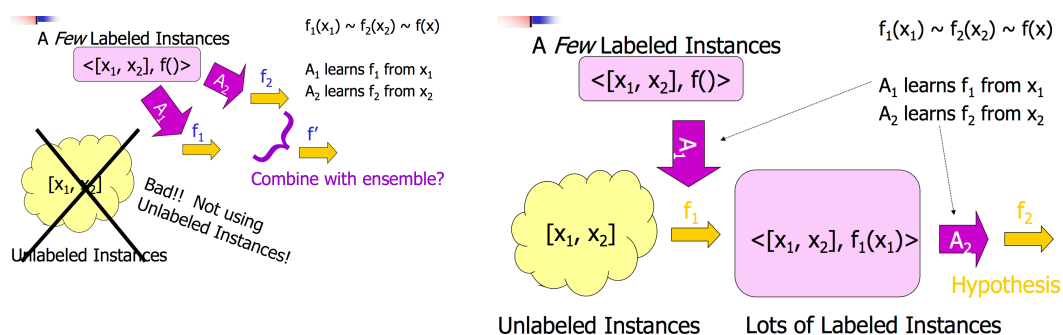 f₁(x₁) ~ f₂(x₂) ~ f(x)
A Few Labeled Instances
<[x₁, x₂], f()>
A₁ learns f₁ from x₁
A₂ learns f₂ from x₂
A₂
f₂
A₁
f₁
f'
Combine with ensemble?
[x₁, x₂]
Bad!! Not using
Unlabeled Instances!
Unlabeled Instances
f₁(x₁) ~ f₂(x₂) ~ f(x)
A Few Labeled Instances
<[x₁, x₂], f()>
A₁ learns f₁ from x₁
A₂ learns f₂ from x₂
A₁
[x₁, x₂]
f₁
<[x₁, x₂], f₁(x₁)>
A₂
f₂
Hypothesis
Unlabeled Instances
Lots of Labeled Instances